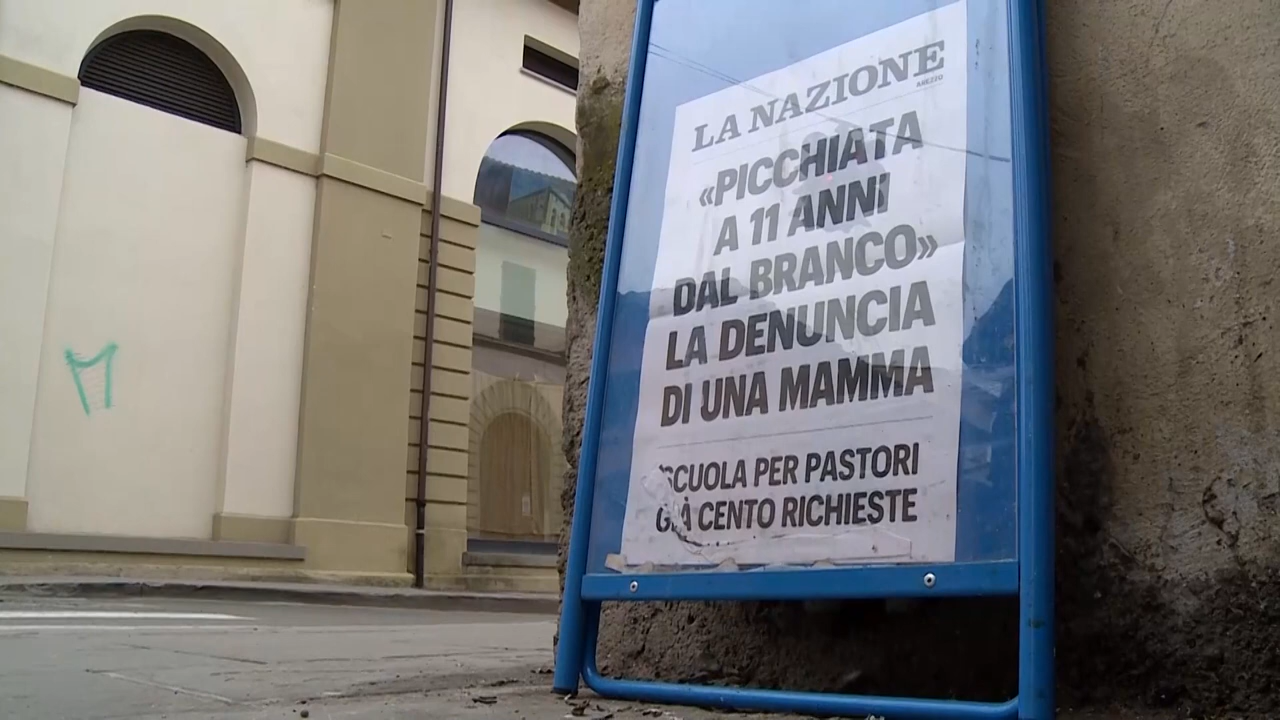 LA NAZIONE
AREZZO
«PICCHIATA
A 11 ANNI
DAL BRANCO»
LA DENUNCIA
DI UNA MAMMA
SCUOLA PER PASTORI
GIÀ CENTO RICHIESTE